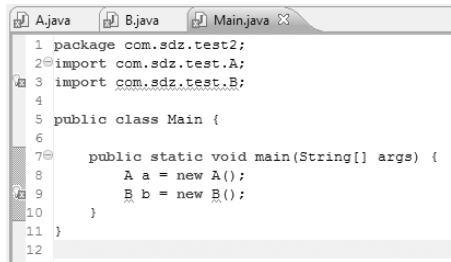 A.java B.java Main.java
1 package com.sdz.test2;
2 import com.sdz.test.A;
3 import com.sdz.test.B;
4
5 public class Main {
6
7 public static void main(String[] args) {
8 A a = new A();
9 B b = new B();
10 }
11 }
12